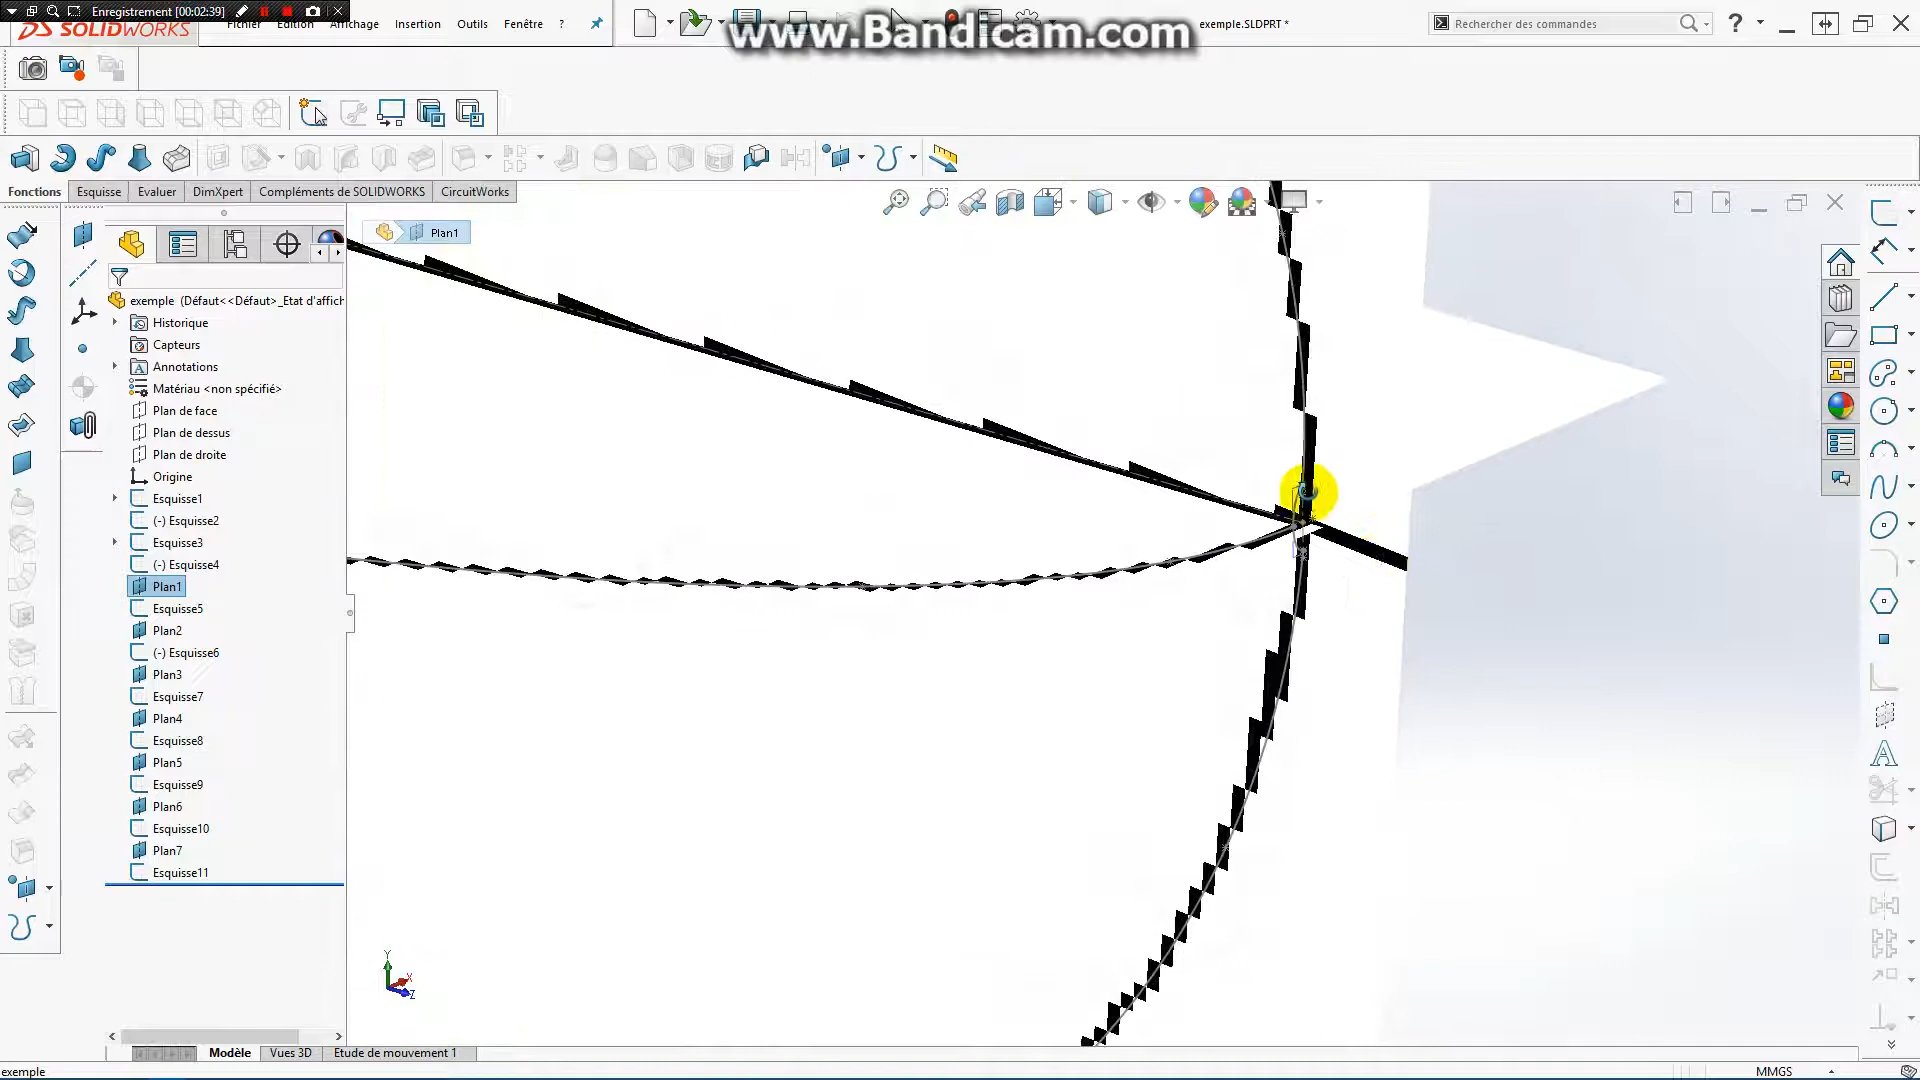 Enregistrement [00:02:39]
SOLIDWORKS
Fichier Edition Affichage Insertion Outils Fenêtre ?
exemple.SLDPRT *
Rechercher des commandes
?
www.Bandicam.com
Fonctions Esquisse Evaluer DimXpert Compléments de SOLIDWORKS CircuitWorks
Plan1
exemple (Défaut<<Défaut>_Etat d'affich
Historique
Capteurs
Annotations
Matériau <non spécifié>
Plan de face
Plan de dessus
Plan de droite
Origine
Esquisse1
(-) Esquisse2
Esquisse3
(-) Esquisse4
Plan1
Esquisse5
Plan2
(-) Esquisse6
Plan3
Esquisse7
Plan4
Esquisse8
Plan5
Esquisse9
Plan6
Esquisse10
Plan7
Esquisse11
Y
X
Z
Modèle Vues 3D Etude de mouvement 1
exemple
MMGS